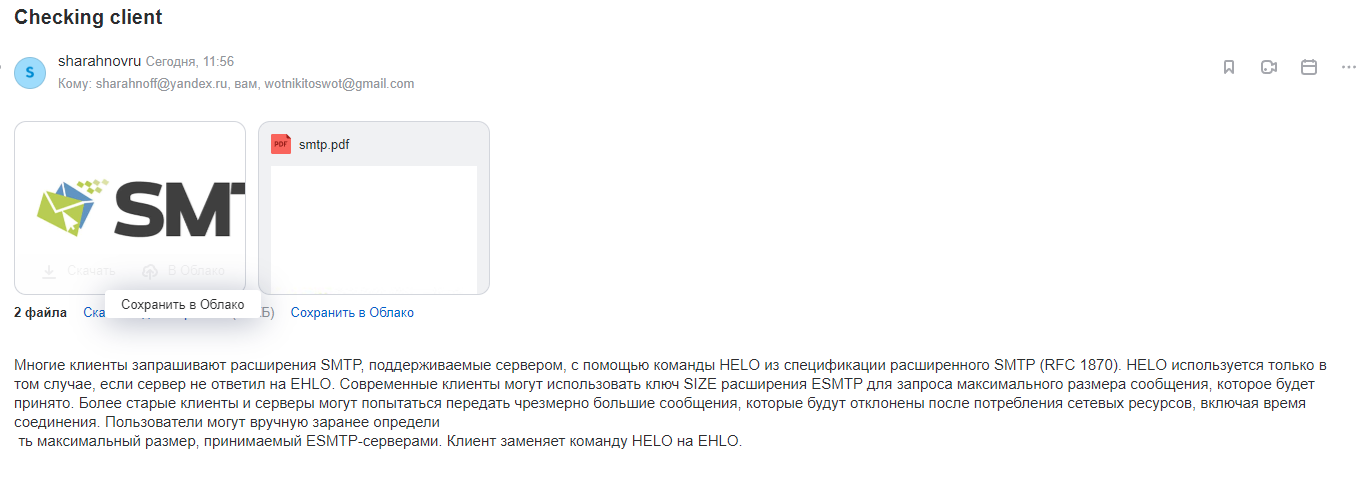 Checking client
S
sharahnovru Сегодня, 11:56
Кому: sharahnoff@yandex.ru, вам, wotnikitoswot@gmail.com
SMT
PDF smtp.pdf
Скачать В Облако
Сохранить в Облако
2 файла Ска КБ) Сохранить в Облако
Многие клиенты запрашивают расширения SMTP, поддерживаемые сервером, с помощью команды HELO из спецификации расширенного SMTP (RFC 1870). HELO используется только в
том случае, если сервер не ответил на EHLO. Современные клиенты могут использовать ключ SIZE расширения ESMTP для запроса максимального размера сообщения, которое будет
принято. Более старые клиенты и серверы могут попытаться передать чрезмерно большие сообщения, которые будут отклонены после потребления сетевых ресурсов, включая время
соединения. Пользователи могут вручную заранее определи
ть максимальный размер, принимаемый ESMTP-серверами. Клиент заменяет команду HELO на EHLO.